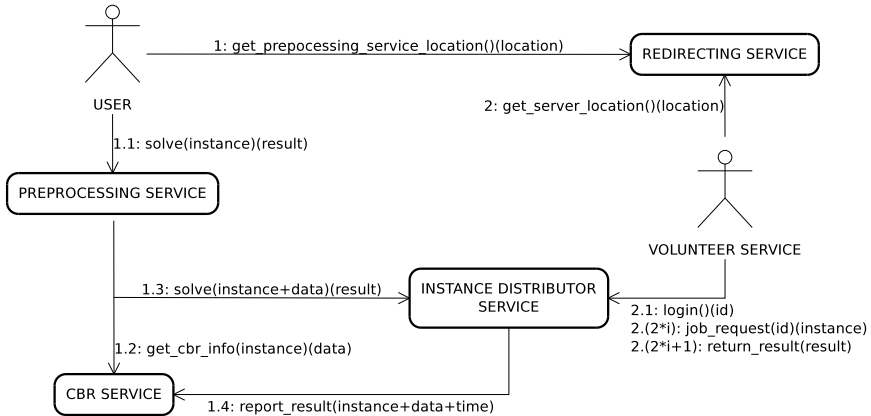 1: get_prepocessing_service_location()(location)
REDIRECTING SERVICE
USER
2: get_server_location()(location)
1.1: solve(instance)(result)
PREPROCESSING SERVICE
VOLUNTEER SERVICE
1.3: solve(instance+data)(result)
INSTANCE DISTRIBUTOR
SERVICE
2.1: login()(id)
2.(2*i): job_request(id)(instance)
2.(2*i+1): return_result(result)
1.2: get_cbr_info(instance)(data)
CBR SERVICE
1.4: report_result(instance+data+time)